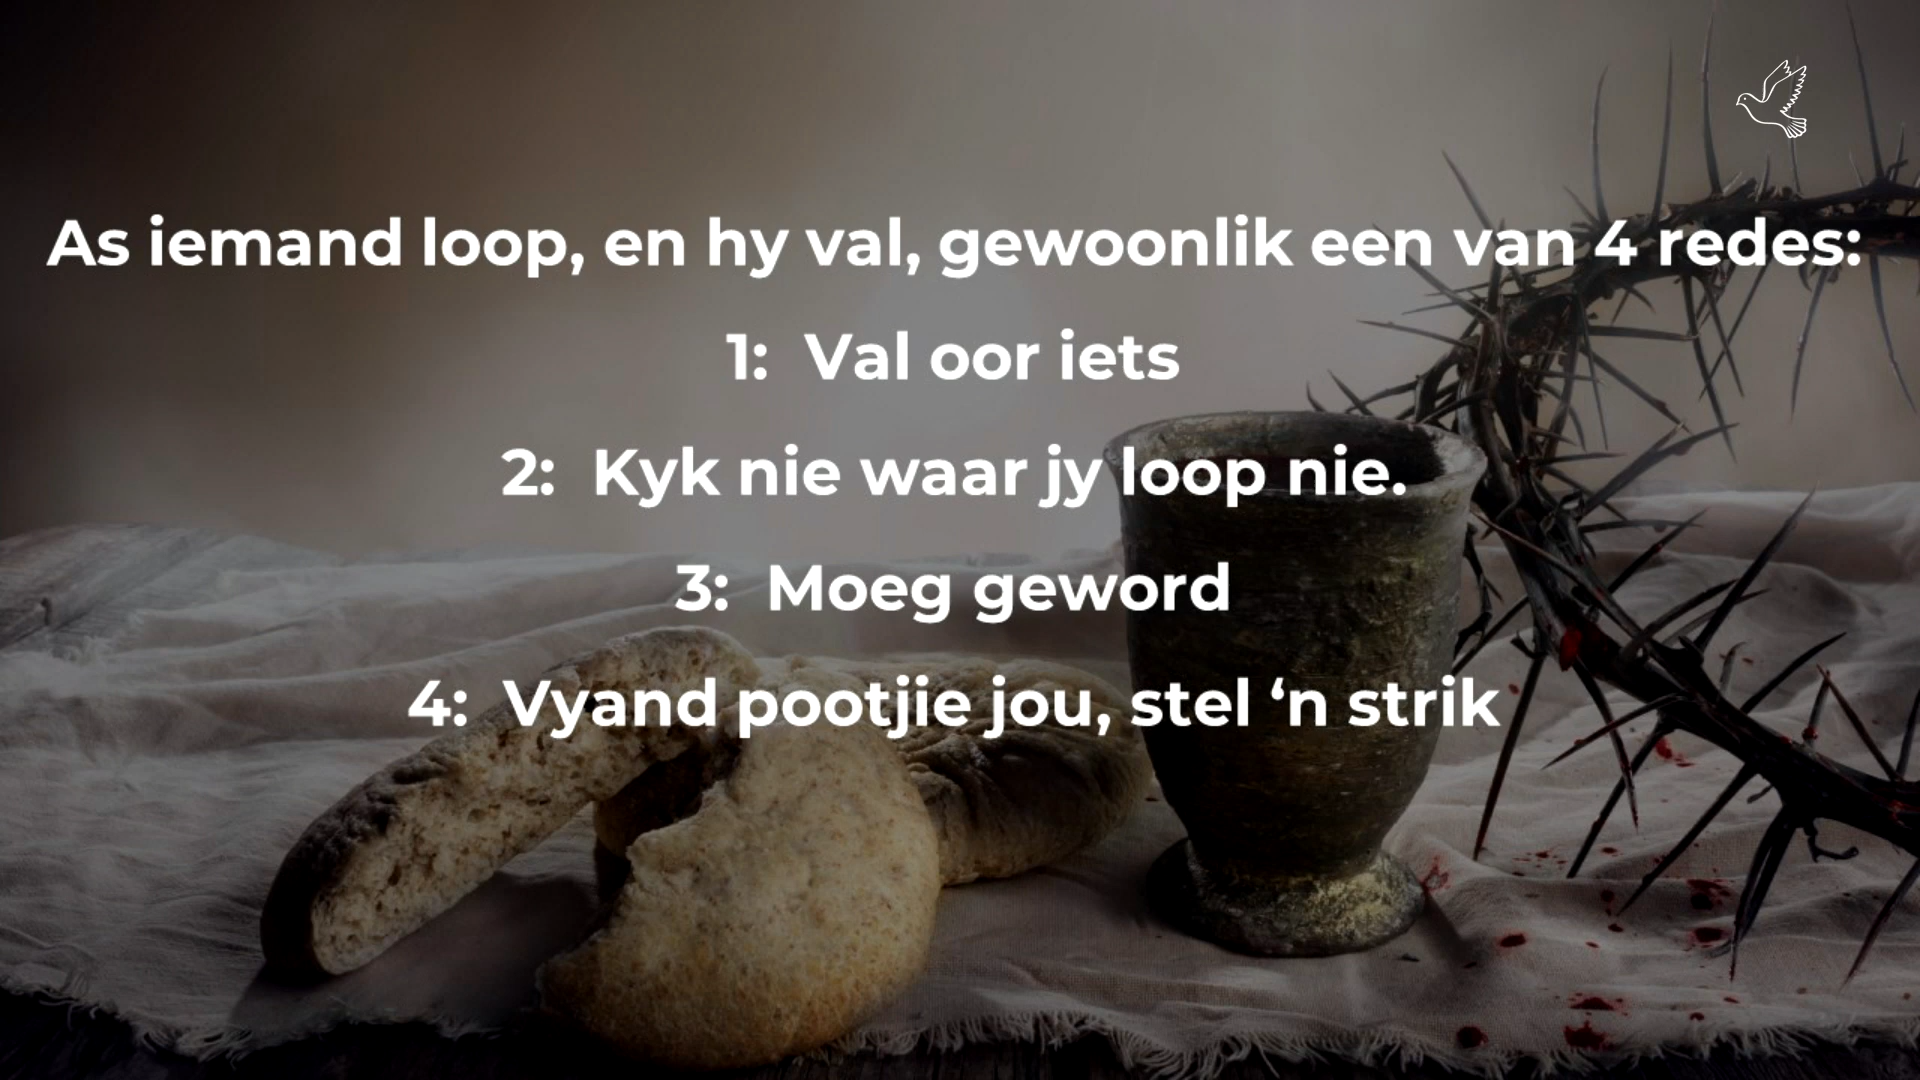 As iemand loop, en hy val, gewoonlik een van 4 redes:
1: Val oor iets
2: Kyk nie waar jy loop nie.
3: Moeg geword
4: Vyand pootjie jou, stel ‘n strik